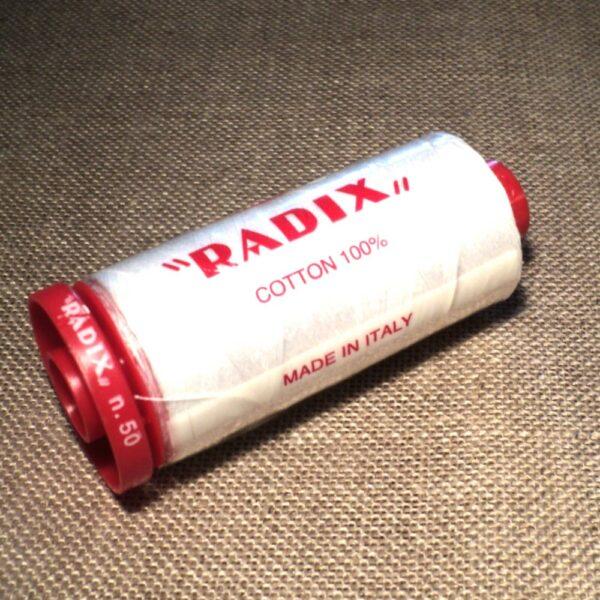 "RADIX"
COTTON 100%
MADE IN ITALY
"RADIX" n.50